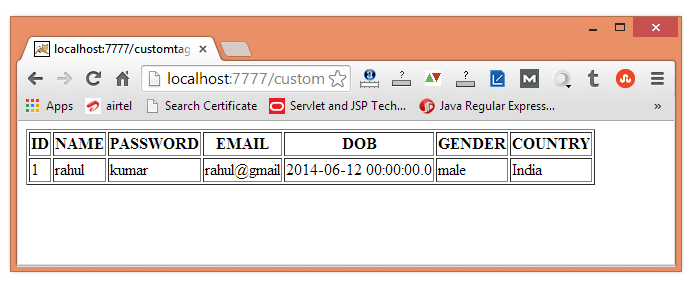 localhost:7777/customtag
localhost:7777/custom
a ? ? M t
Apps airtel Search Certificate Servlet and JSP Tech... Java Regular Express... »
ID NAME PASSWORD EMAIL DOB GENDER COUNTRY
1 rahul kumar rahul@gmail 2014-06-12 00:00:00.0 male India